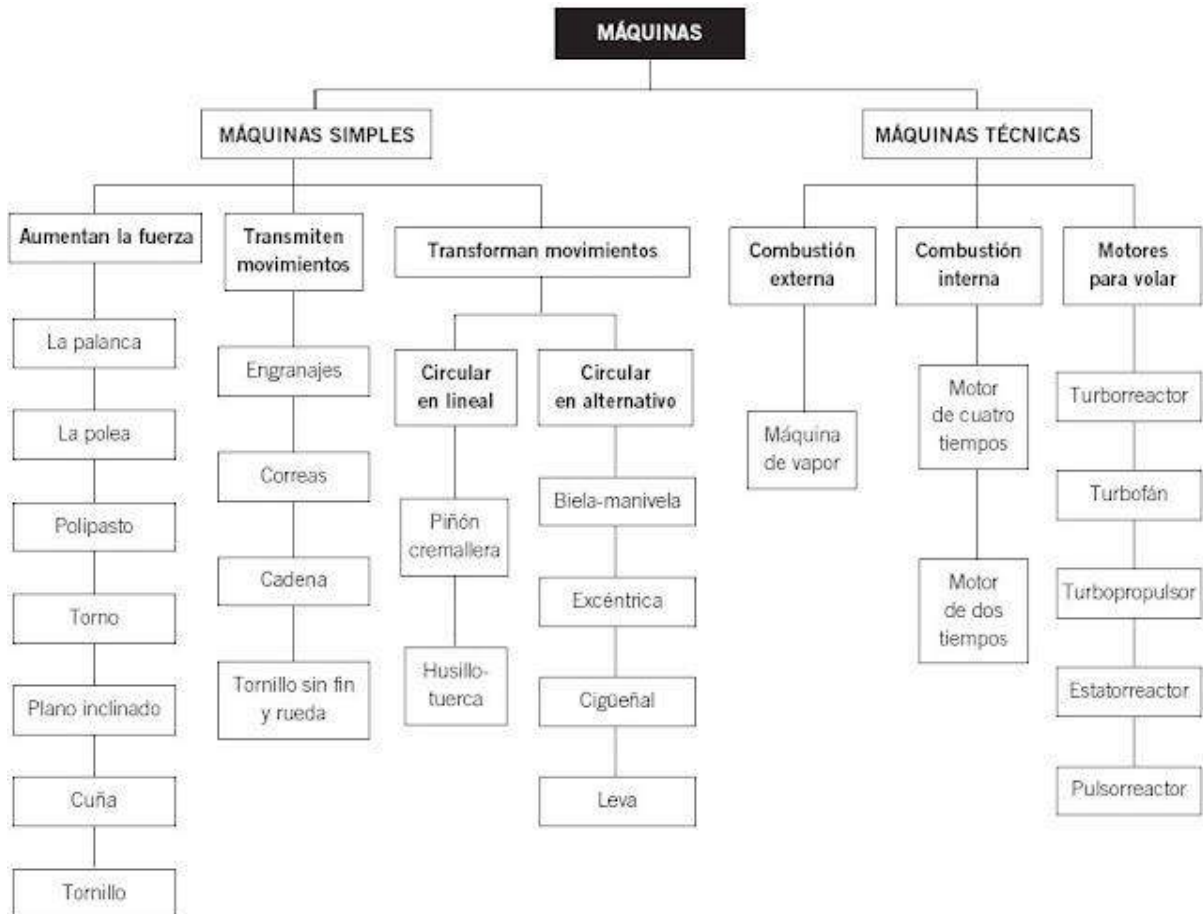 MÁQUINAS
MÁQUINAS SIMPLES
MÁQUINAS TÉCNICAS
Aumentan la fuerza
La palanca
La polea
Polipasto
Torno
Plano inclinado
Cuña
Tornillo
Transmiten
movimientos
Engranajes
Correas
Cadena
Tornillo sin fin
y rueda
Transforman movimientos
Circular
en lineal
Piñón
cremallera
Husillo-
tuerca
Circular
en alternativo
Biela-manivela
Excéntrica
Cigüeñal
Leva
Combustión
externa
Máquina
de vapor
Combustión
interna
Motor
de cuatro
tiempos
Motor
de dos
tiempos
Motores
para volar
Turborreactor
Turbofán
Turbopropulsor
Estatorreactor
Pulsorreactor